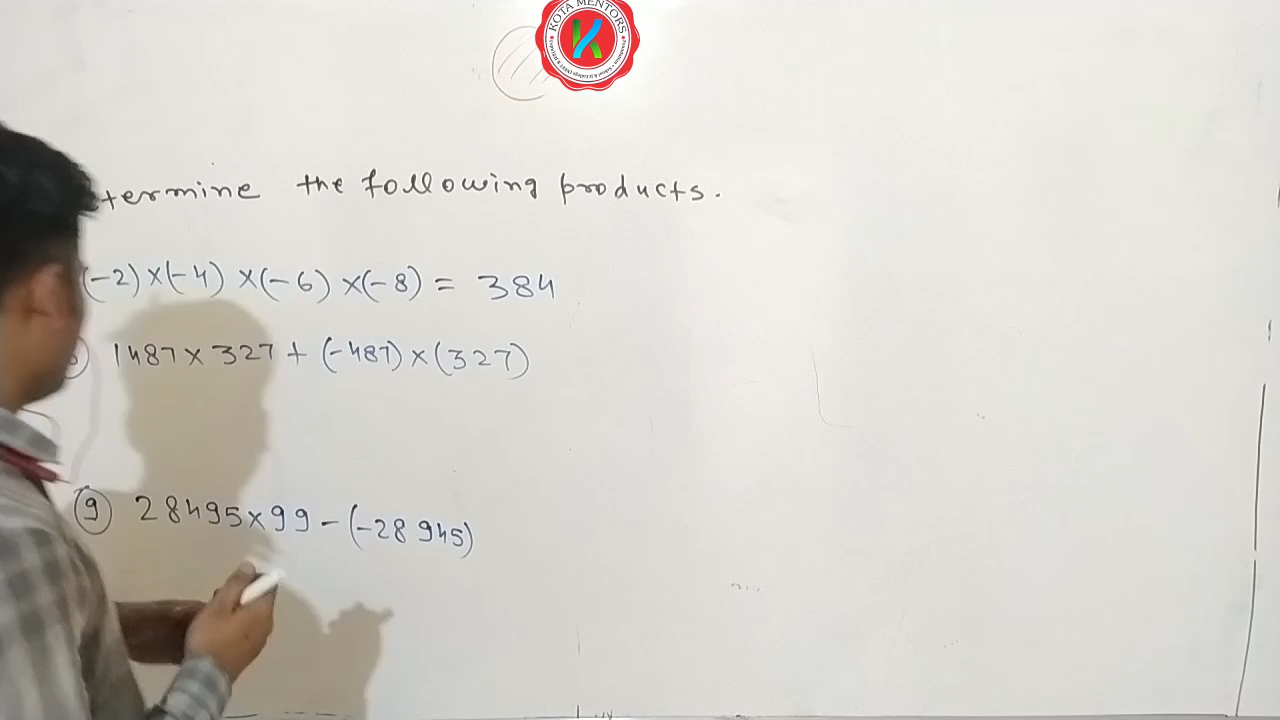 KOTA MENTORS
termine the following products.
(-2)×(-4)×(-6)×(-8) = 384
1487×327+(-487)×(327)
9 28495×99-(-28945)